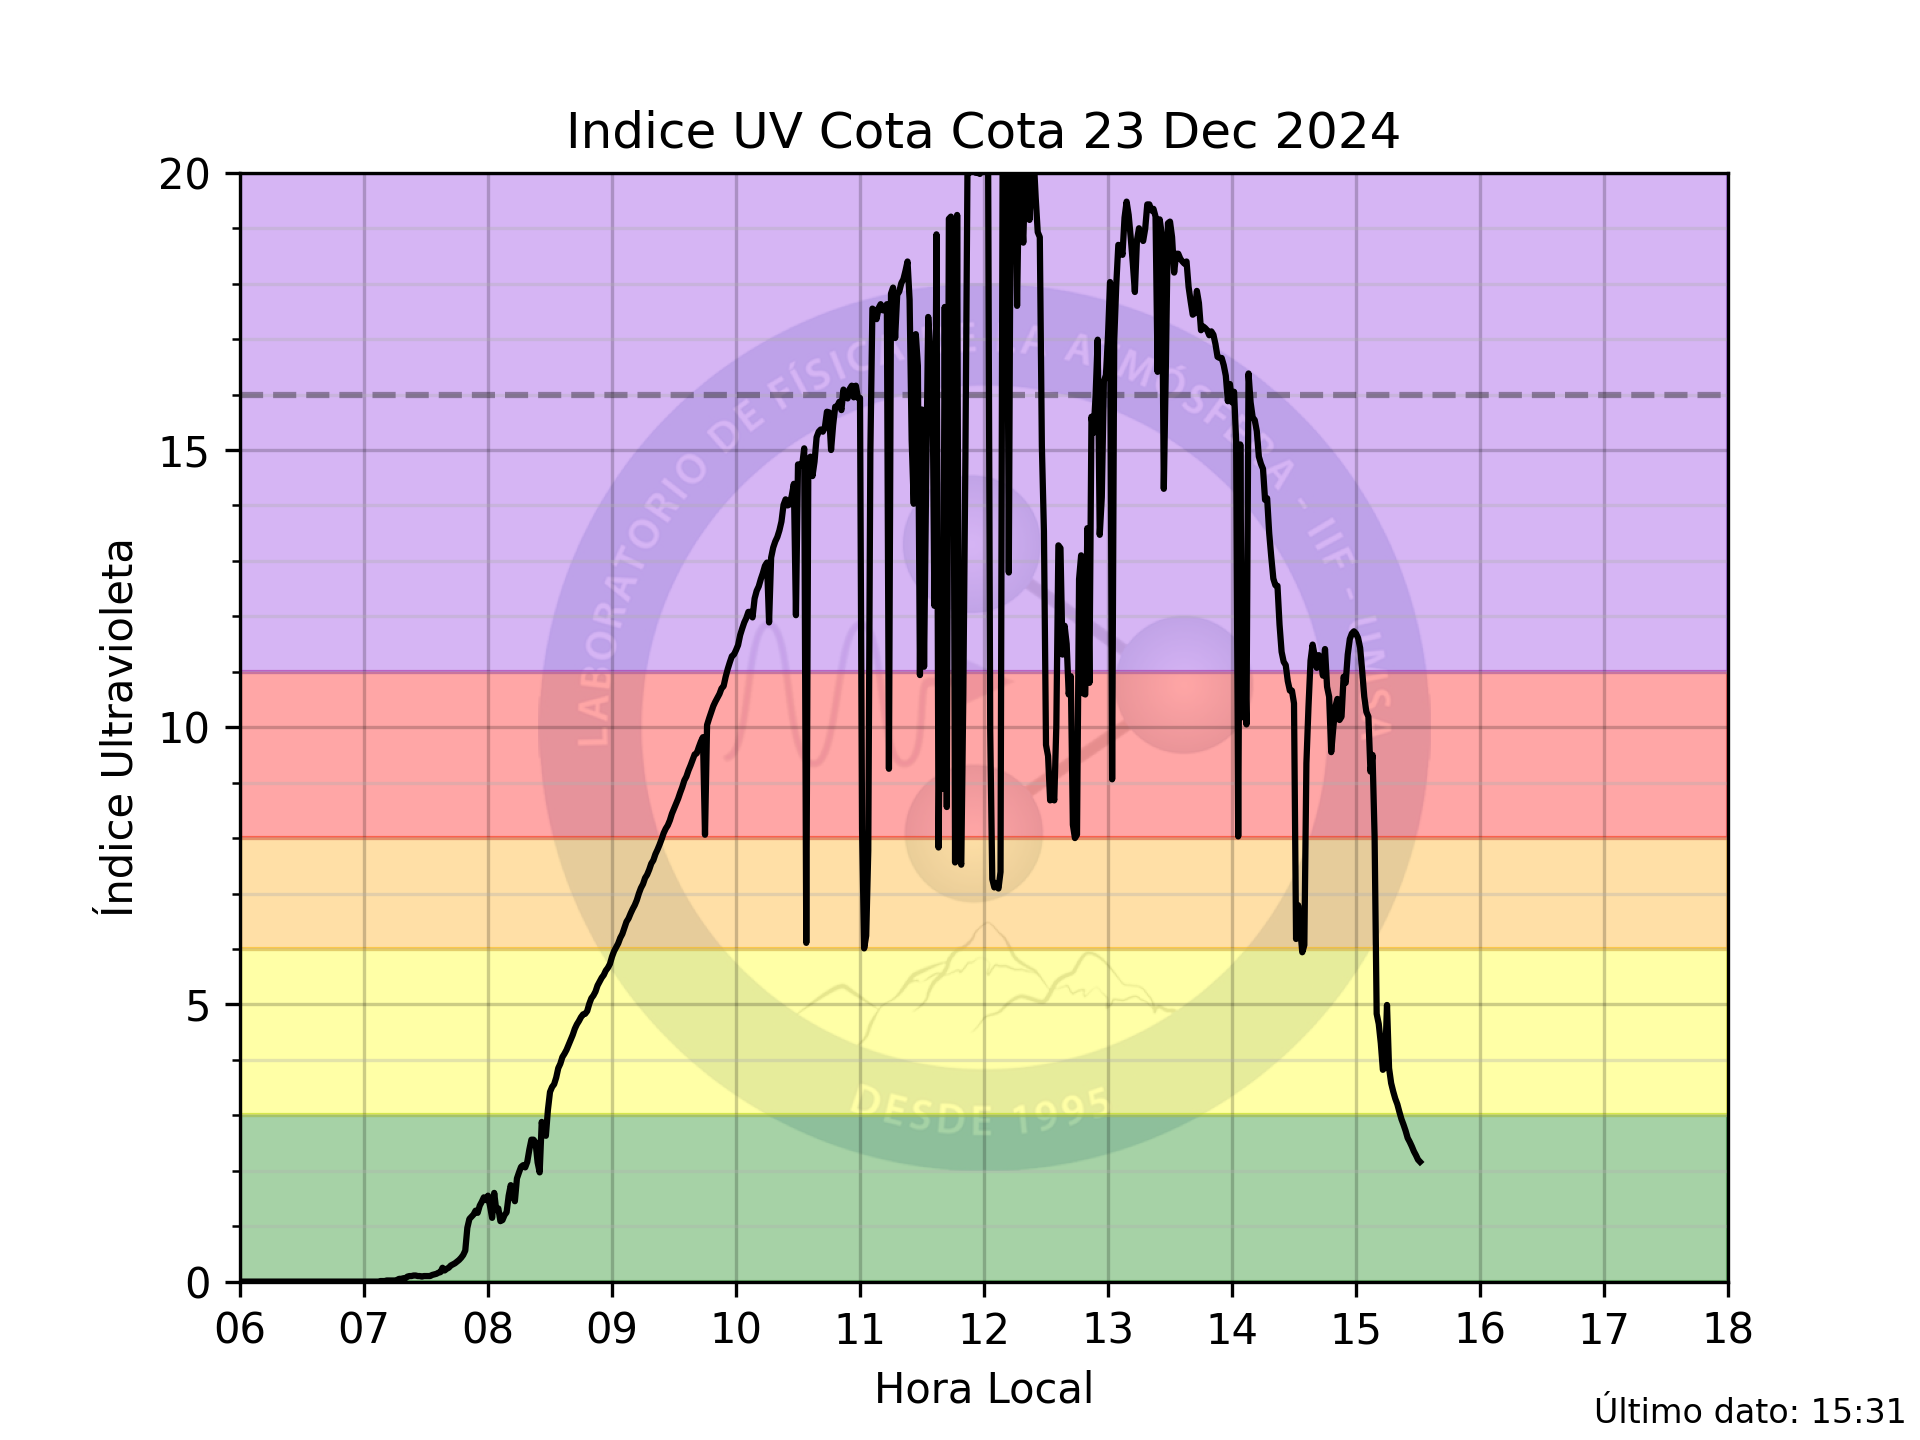 Indice UV Cota Cota 23 Dec 2024
20
15
10
5
0
Índice Ultravioleta
LABORATORIO DE FÍSICA DE LA ATMÓSFERA - IIF - UMSA
DESDE 1995
06 07 08 09 10 11 12 13 14 15 16 17 18
Hora Local
Último dato: 15:31